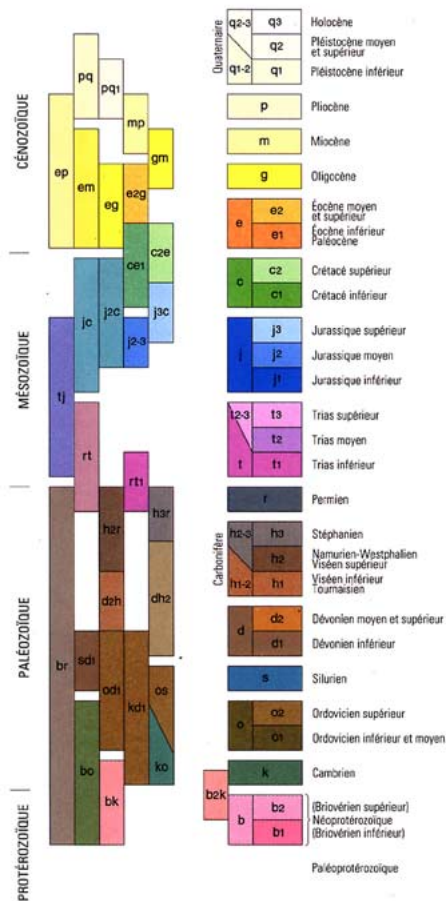 CÉNOZOÏQUE
MÉSOZOÏQUE
PALÉOZOÏQUE
PROTÉROZOÏQUE
pq
pq1
ep
em
eg
mp
e2g
gm
ce1
c2e
jc
j2c
j2-3
j3c
tj
rt
rt1
br
h2r
h3r
d2h
dh2
sd1
od1
kd1
os
ko
bo
bk
b2k
Quaternaire
q2-3
q3
Holocène
q2
Pléistocène moyen
et supérieur
q1-2
q1
Pléistocène inférieur
p
Pliocène
m
Miocène
g
Oligocène
e
e2
Éocène moyen
et supérieur
e1
Éocène inférieur
Paléocène
c
c2
Crétacé supérieur
c1
Crétacé inférieur
j
j3
Jurassique supérieur
j2
Jurassique moyen
j1
Jurassique inférieur
t2-3
t3
Trias supérieur
t2
Trias moyen
t
t1
Trias inférieur
r
Permien
Carbonifère
h2-3
h3
Stéphanien
h2
Namurien-Westphalien
Viséen supérieur
h1-2
h1
Viséen inférieur
Tournaisien
d
d2
Dévonien moyen et supérieur
d1
Dévonien inférieur
s
Silurien
o
o2
Ordovicien supérieur
o1
Ordovicien inférieur et moyen
k
Cambrien
b
b2
(Briovérien supérieur)
Néoprotérozoïque
b1
(Briovérien inférieur)
Paléoprotérozoïque